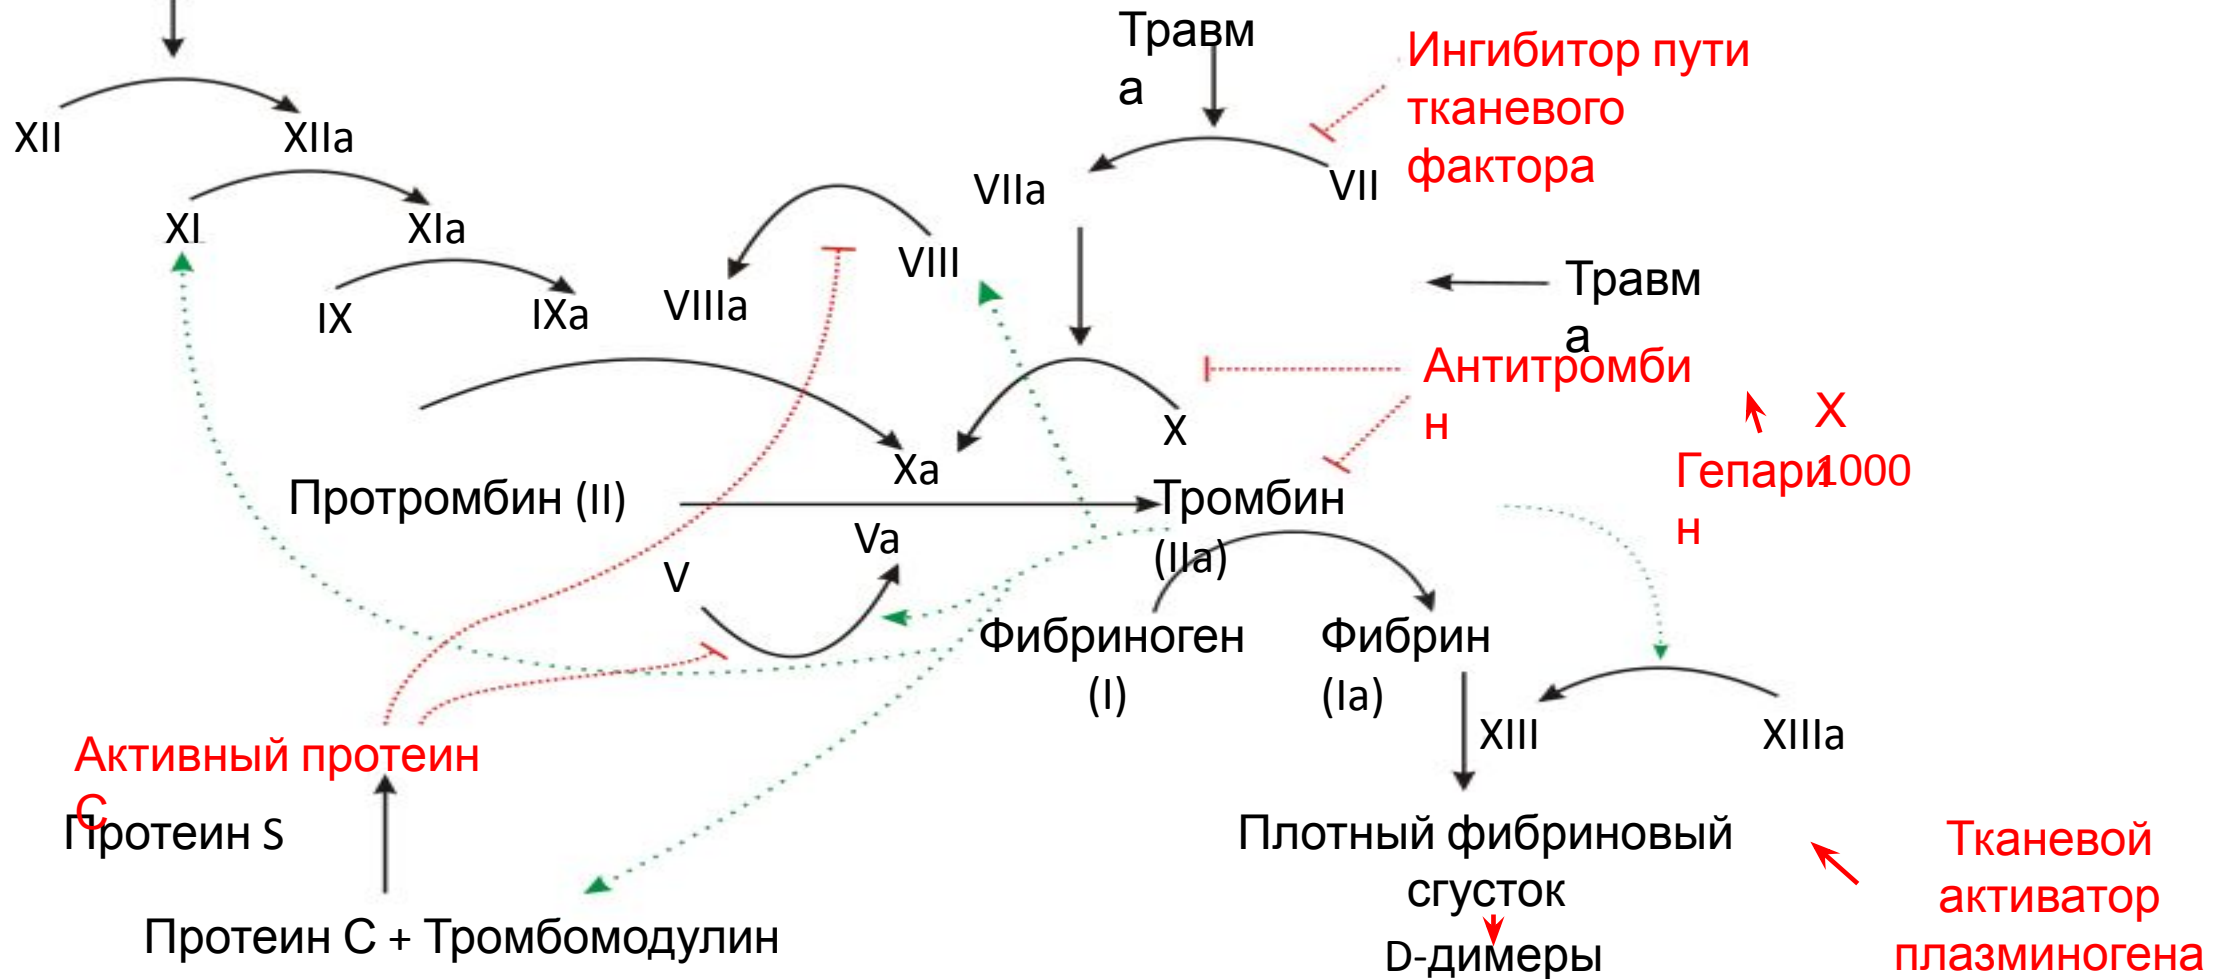 Травм
а
Ингибитор пути
тканевого
фактора
XII
XIIa
VIIa
VII
XI
XIa
VIII
IX
IXa
VIIIa
Травм
а
Антитромби
н
X
1000
Гепари
н
X
Xa
Протромбин (II)
Тромбин
(IIa)
Va
V
Фибриноген
(I)
Фибрин
(Ia)
XIII
XIIIa
Активный протеин
С
Протеин S
Плотный фибриновый
сгусток
D-димеры
Тканевой
активатор
плазминогена
Протеин С + Тромбомодулин